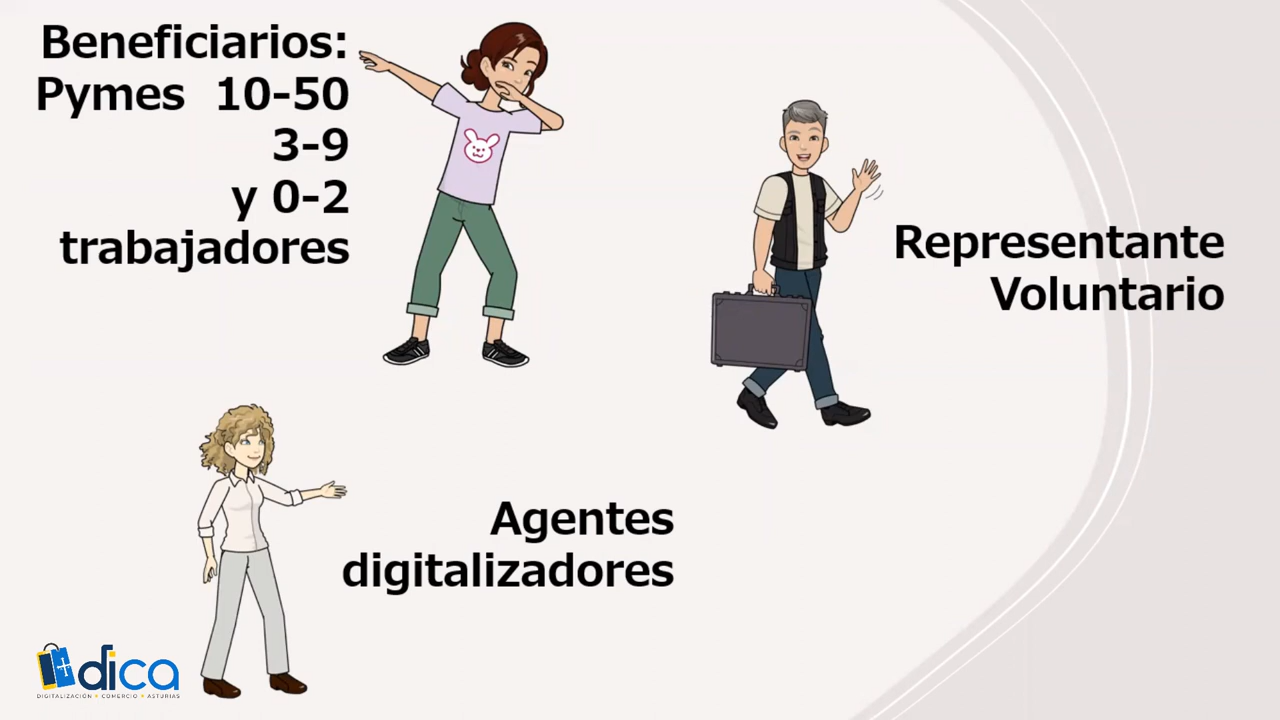 Beneficiarios:
Pymes 10-50
3-9
y 0-2
trabajadores
Representante
Voluntario
Agentes
digitalizadores
dica
DIGITALIZACIÓN + COMERCIO + ASTURIAS